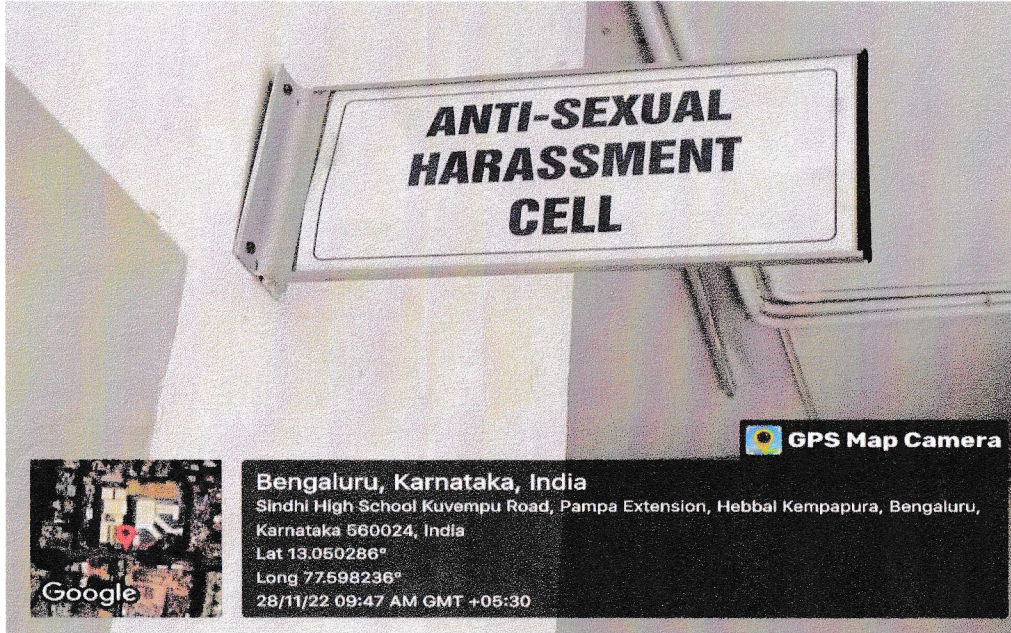 ANTI-SEXUAL
HARASSMENT
CELL
GPS Map Camera
Bengaluru, Karnataka, India
Sindhi High School Kuvempu Road, Pampa Extension, Hebbal Kempapura, Bengaluru,
Karnataka 560024, India
Lat 13.050286°
Long 77.598236°
28/11/22 09:47 AM GMT +05:30
Google